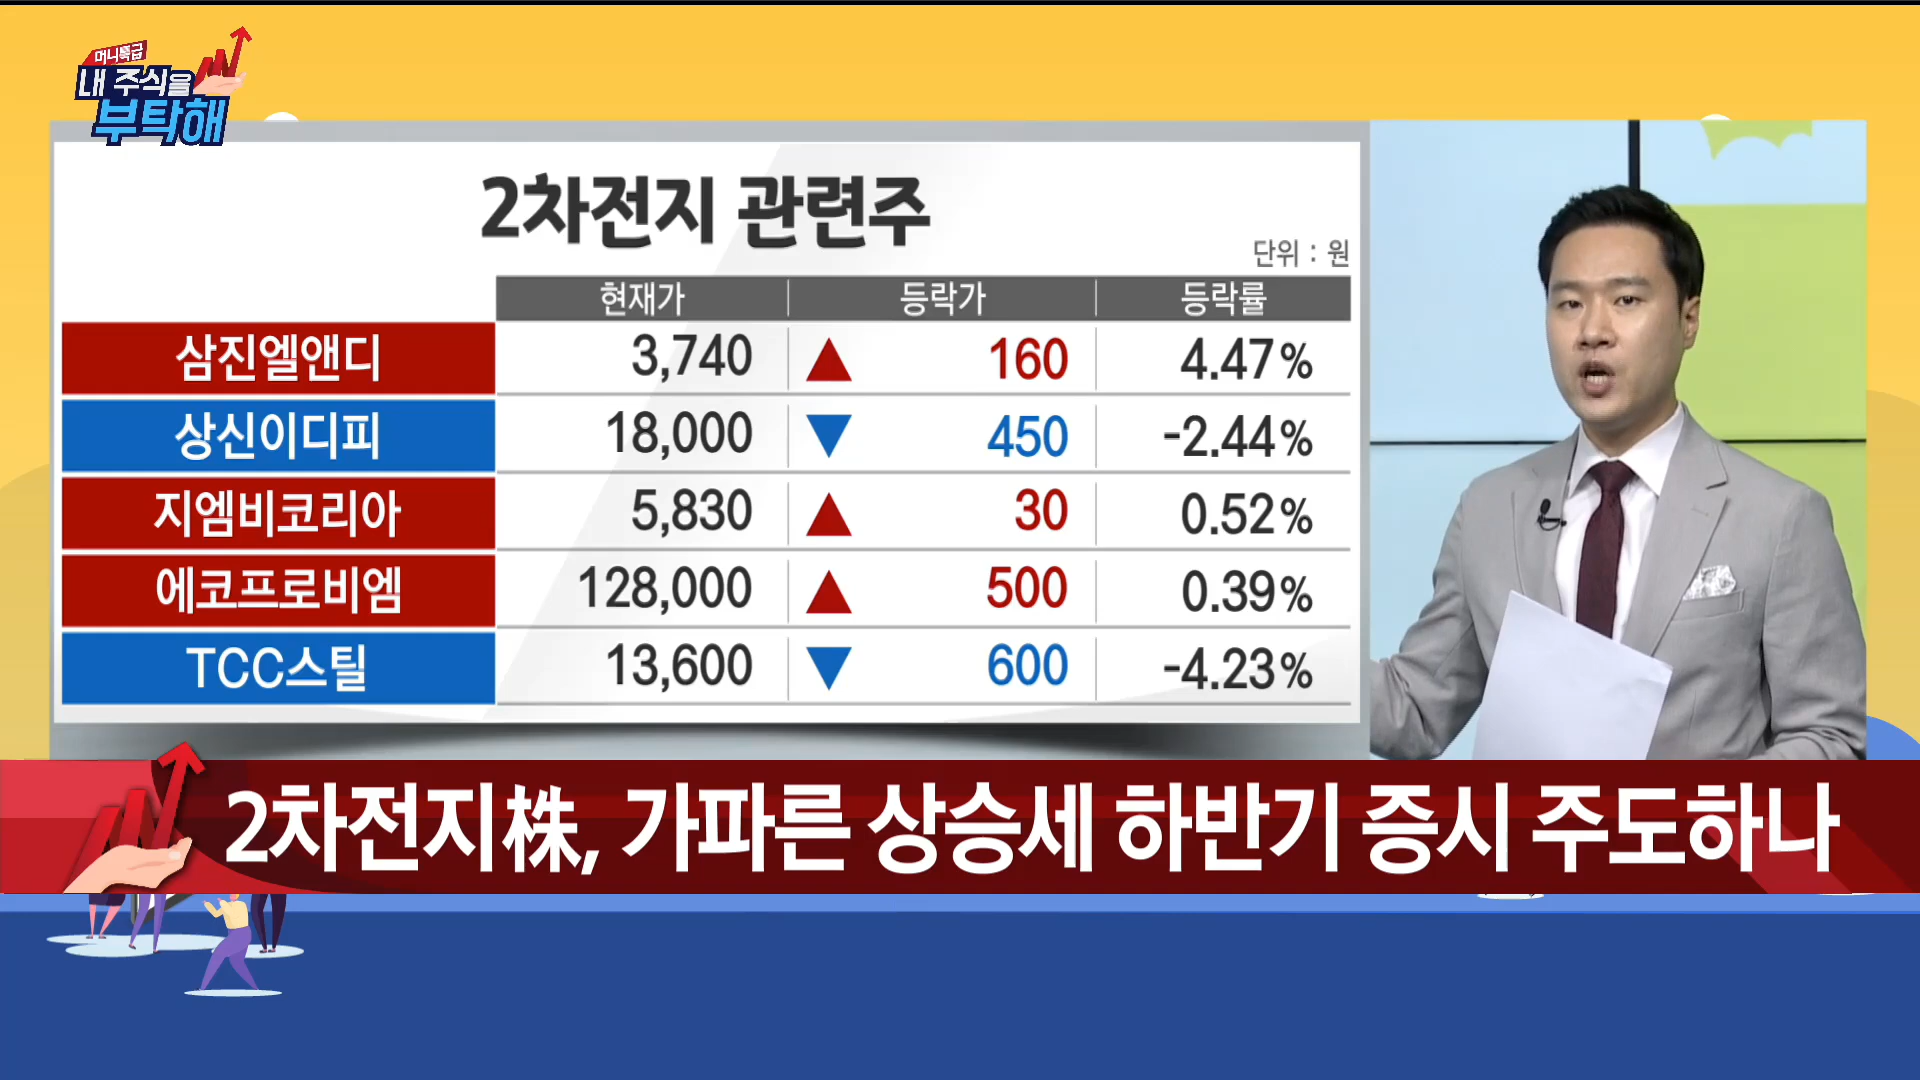 머니특급
내 주식을
부탁해
2차전지 관련주
단위 : 원
현재가 등락가 등락률
삼진엘앤디 3,740 ▲ 160 4.47%
상신이디피 18,000 ▼ 450 -2.44%
지엠비코리아 5,830 ▲ 30 0.52%
에코프로비엠 128,000 ▲ 500 0.39%
TCC스틸 13,600 ▼ 600 -4.23%
2차전지株, 가파른 상승세 하반기 증시 주도하나